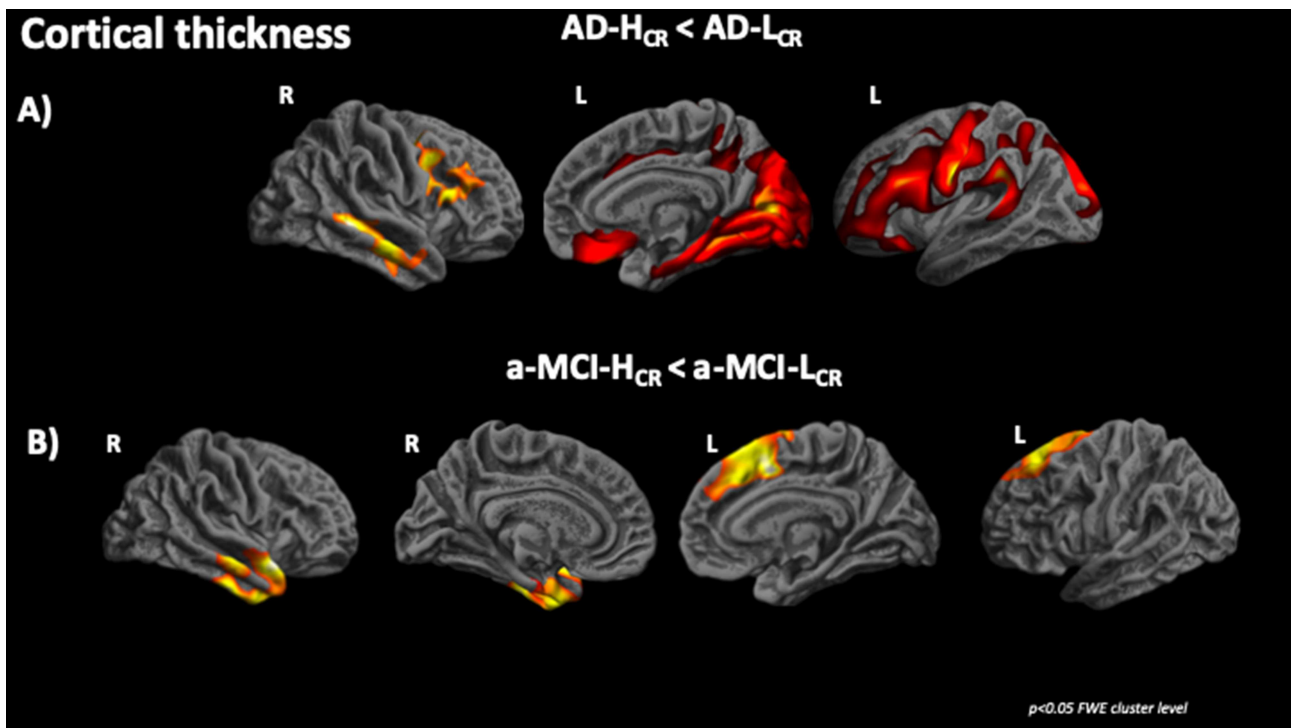 Cortical thickness
AD-HCR < AD-LCR
A)
R
L
L
a-MCI-HCR < a-MCI-LCR
B)
R
R
L
L
p<0.05 FWE cluster level